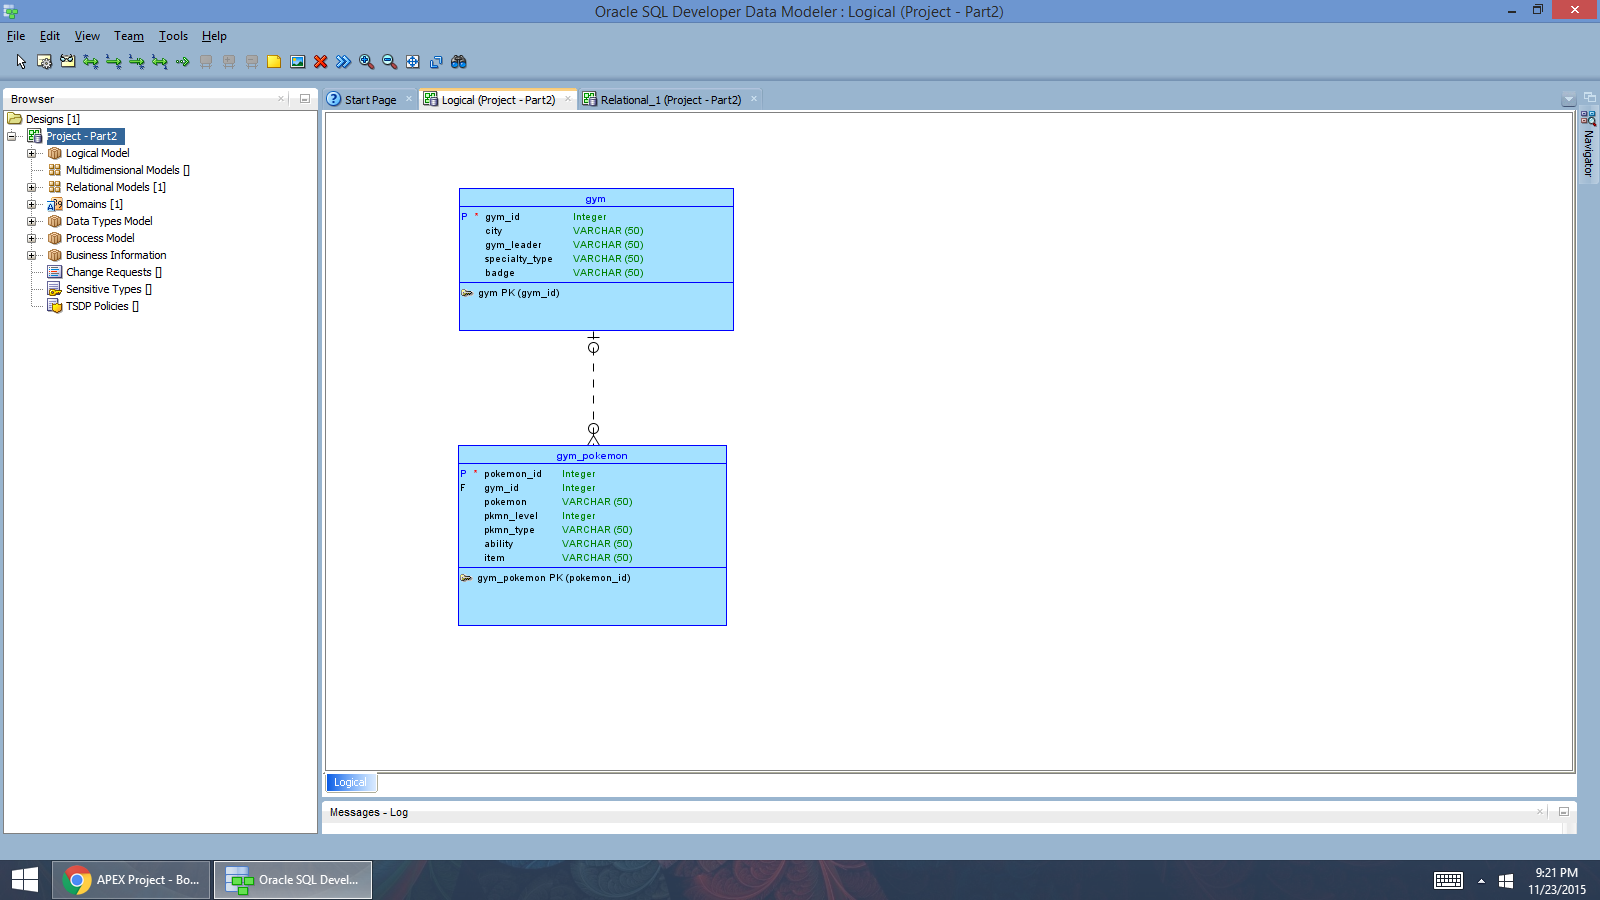 Oracle SQL Developer Data Modeler : Logical (Project - Part2)
File Edit View Team Tools Help
Browser
Start Page
Logical (Project - Part2)
Relational_1 (Project - Part2)
Designs [1]
Project - Part2
Logical Model
Multidimensional Models []
Relational Models [1]
Domains [1]
Data Types Model
Process Model
Business Information
Change Requests []
Sensitive Types []
TSDP Policies []
Navigator
gym
P * gym_id Integer
city VARCHAR (50)
gym_leader VARCHAR (50)
specialty_type VARCHAR (50)
badge VARCHAR (50)
gym PK (gym_id)
gym_pokemon
P * pokemon_id Integer
F gym_id Integer
pokemon VARCHAR (50)
pkmn_level Integer
pkmn_type VARCHAR (50)
ability VARCHAR (50)
item VARCHAR (50)
gym_pokemon PK (pokemon_id)
Logical
Messages - Log
APEX Project - Bo...
Oracle SQL Devel...
9:21 PM
11/23/2015